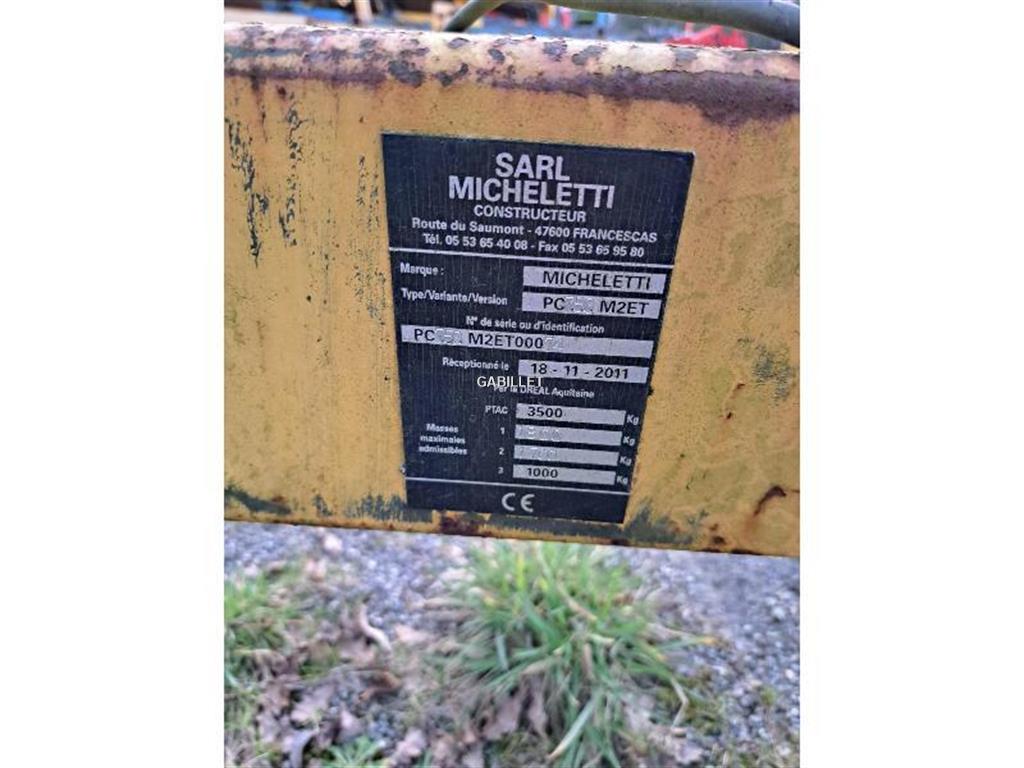 SARL
MICHELETTI
CONSTRUCTEUR
Route du Saumont - 47600 FRANCESCAS
Tél. 05 53 65 40 08 - Fax 05 53 65 95 80
Marque : MICHELETTI
Type/Variante/Version PC M2ET
N° de série ou d'identification
PC M2ET000
Réceptionné le 18 - 11 - 2011
GABILLET
Par la DREAL Aquitaine
PTAC 3500 Kg
Masses maximales admissibles
1 Kg
2 Kg
3 1000 Kg
CE